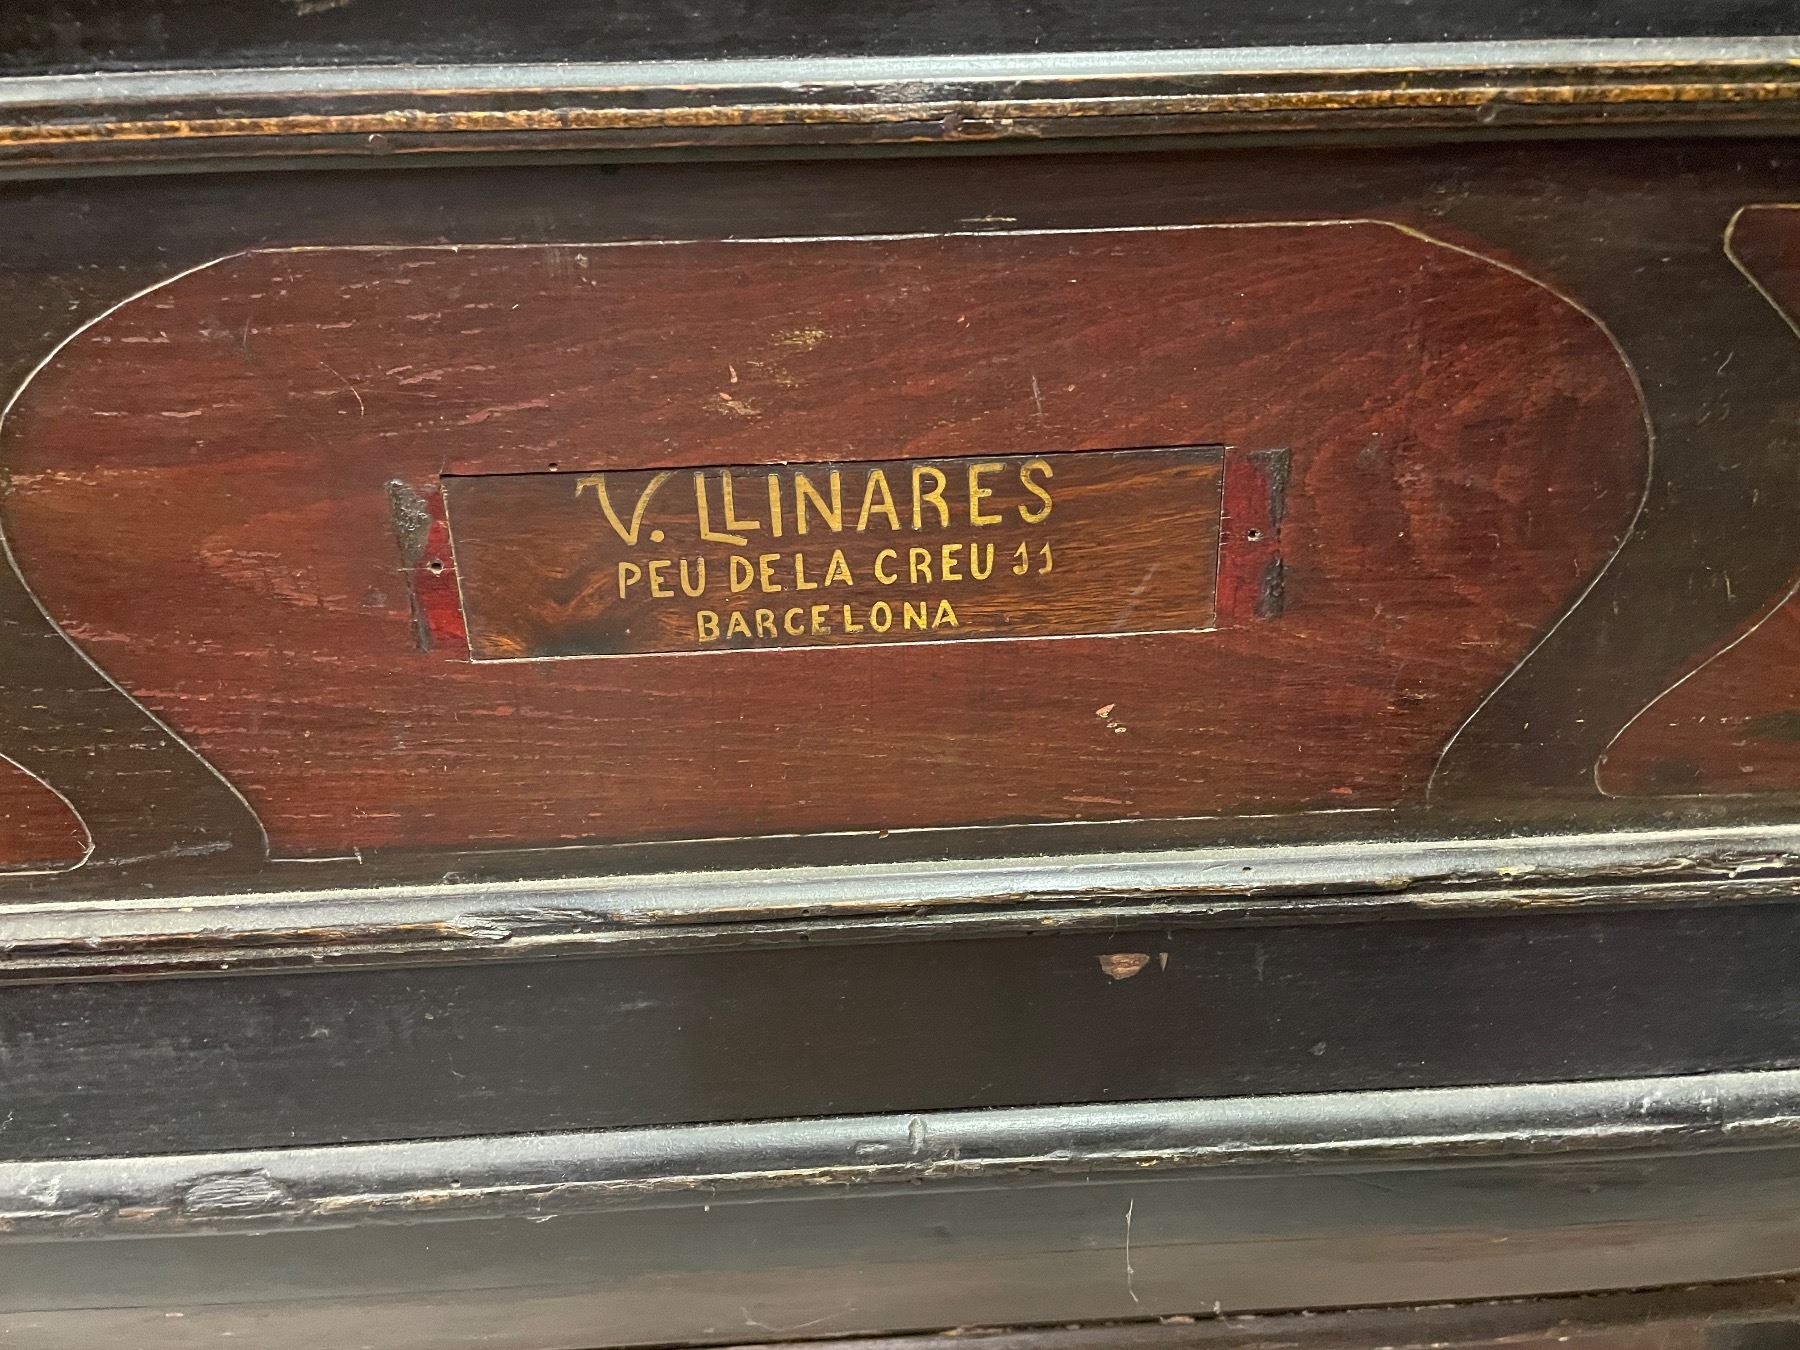 V. LLINARES
PEU DE LA CREU 11
BARCELONA